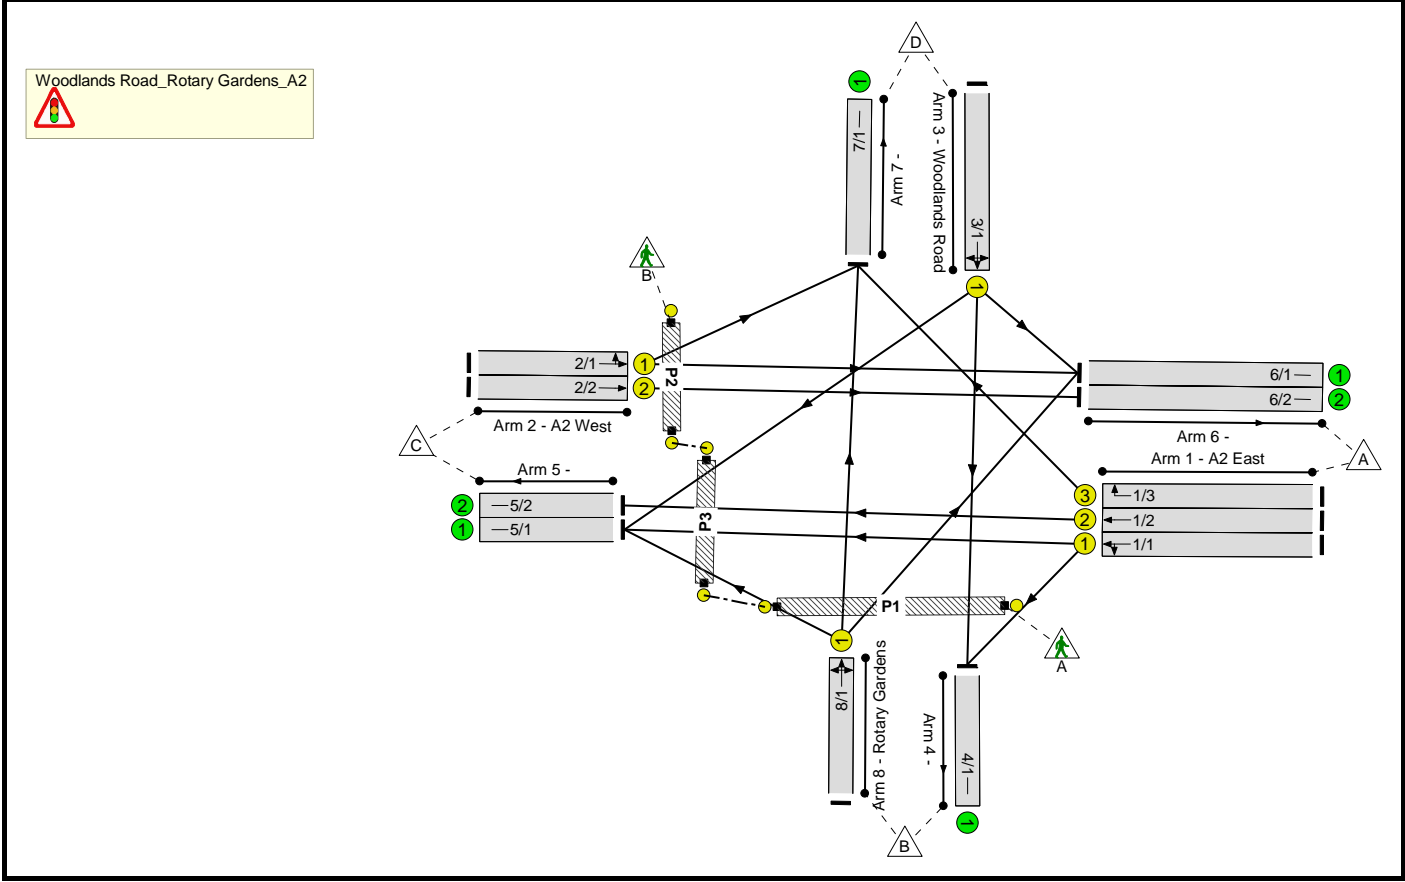 Woodlands Road_Rotary Gardens_A2
D
1
7/1
Arm 7 -
Arm 3 - Woodlands Road
3/1
1
B
2/1
1
2/2
2
P2
Arm 2 - A2 West
C
6/1
1
6/2
2
Arm 6 -
A
Arm 1 - A2 East
Arm 5 -
2
5/2
1
5/1
P3
3
1/3
2
1/2
1
1/1
P1
A
1
8/1
Arm 8 - Rotary Gardens
Arm 4 -
4/1
1
B